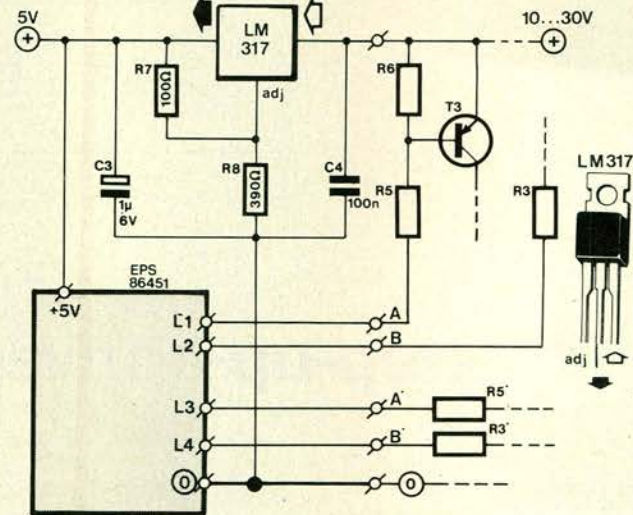 5V
+
LM
317
adj
10...30V
+
R7
100Ω
R6
T3
C3
1µ
6V
R8
390Ω
C4
100n
R5
R3
LM317
adj
EPS
86451
+5V
L1
A
L2
B
L3
A'
R5'
L4
B'
R3'
0
0